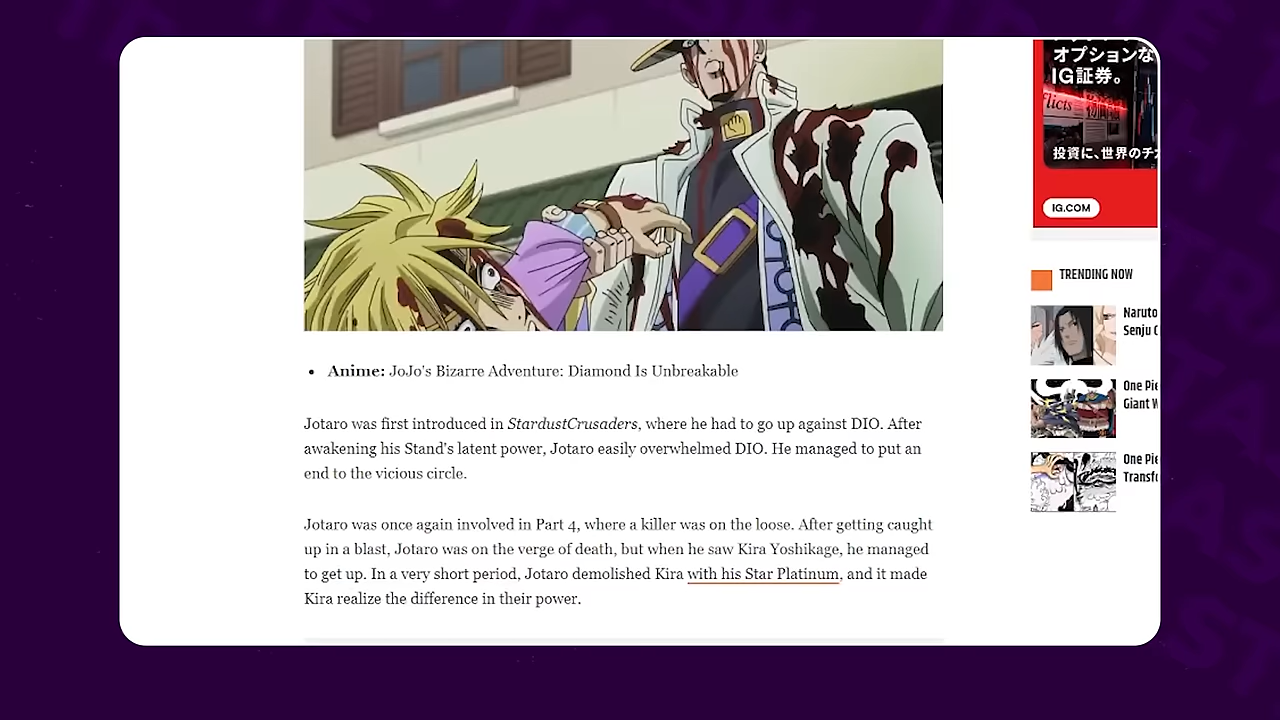 オプションな
IG証券。
flicts
投資に、世界のチカ
IG.COM
TRENDING NOW
Naruto
Senju
One Pie
Giant W
One Pie
Transfo
Anime: JoJo's Bizarre Adventure: Diamond Is Unbreakable
Jotaro was first introduced in StardustCrusaders, where he had to go up against DIO. After
awakening his Stand's latent power, Jotaro easily overwhelmed DIO. He managed to put an
end to the vicious circle.
Jotaro was once again involved in Part 4, where a killer was on the loose. After getting caught
up in a blast, Jotaro was on the verge of death, but when he saw Kira Yoshikage, he managed
to get up. In a very short period, Jotaro demolished Kira with his Star Platinum, and it made
Kira realize the difference in their power.